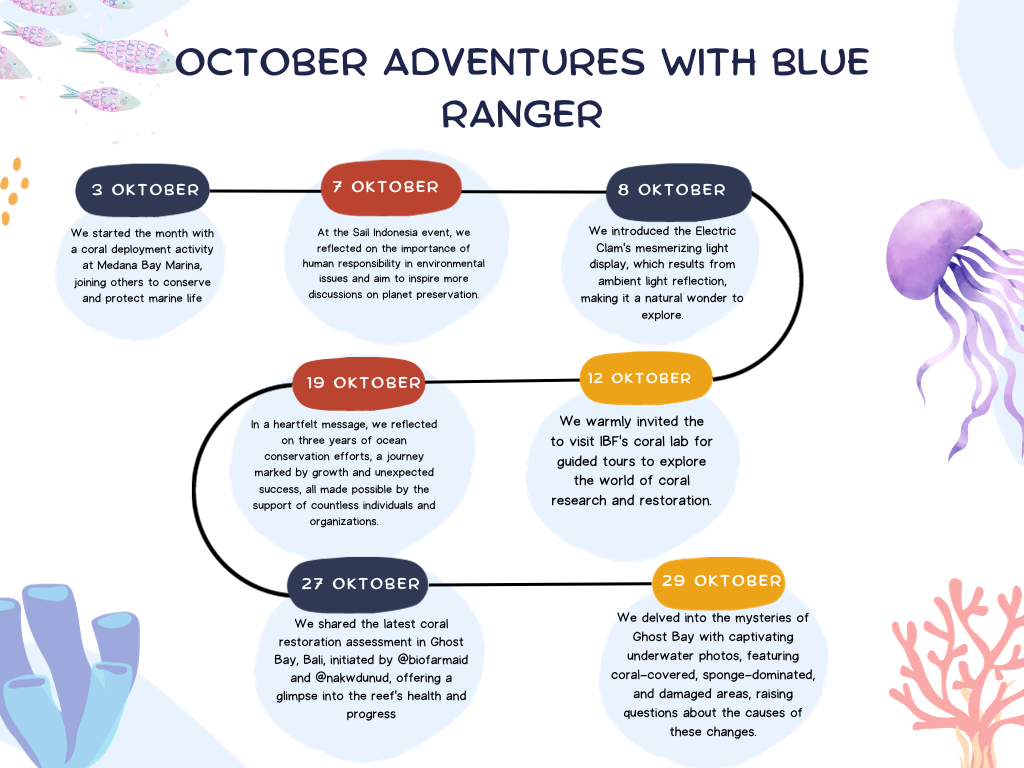 OCTOBER ADVENTURES WITH BLUE
RANGER
3 OKTOBER
We started the month with
a coral deployment activity
at Medana Bay Marina,
joining others to conserve
and protect marine life
7 OKTOBER
At the Sail Indonesia event, we
reflected on the importance of
human responsibility in environmental
issues and aim to inspire more
discussions on planet preservation.
8 OKTOBER
We introduced the Electric
Clam's mesmerizing light
display, which results from
ambient light reflection,
making it a natural wonder to
explore.
12 OKTOBER
We warmly invited the
to visit IBF's coral lab for
guided tours to explore
the world of coral
research and restoration.
19 OKTOBER
In a heartfelt message, we reflected
on three years of ocean
conservation efforts, a journey
marked by growth and unexpected
success, all made possible by the
support of countless individuals and
organizations.
27 OKTOBER
We shared the latest coral
restoration assessment in Ghost
Bay, Bali, initiated by @biofarmaid
and @nakwdunud, offering a
glimpse into the reef's health and
progress
29 OKTOBER
We delved into the mysteries of
Ghost Bay with captivating
underwater photos, featuring
coral-covered, sponge-dominated,
and damaged areas, raising
questions about the causes of
these changes.